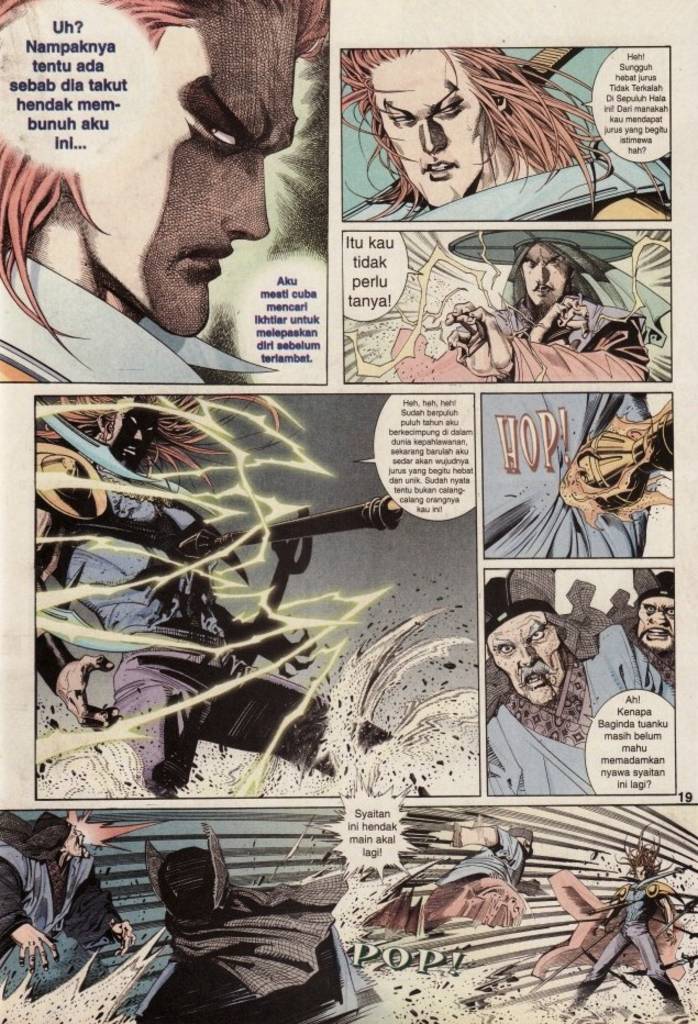 Uh?
Nampaknya
tentu ada
sebab dia takut
hendak mem-
bunuh aku
ini...
Aku
mesti cuba
mencari
ikhtiar untuk
melepaskan
diri sebelum
terlambat.
Heh!
Sungguh
hebat jurus
Tidak Terkalah
Di Sepuluh Hala
ini! Dari manakah
kau mendapat
jurus yang begitu
istimewa
hah?
Itu kau
tidak
perlu
tanya!
Heh, heh, heh!
Sudah berpuluh
puluh tahun aku
berkecimpung di dalam
dunia kepahlawanan,
sekarang barulah aku
sedar akan wujudnya
jurus yang begitu hebat
dan unik. Sudah nyata
tentu bukan calang-
calang orangnya
kau ini!
HOP!
Ah!
Kenapa
Baginda tuanku
masih belum
mahu
memadamkan
nyawa syaitan
ini lagi?
19
Syaitan
ini hendak
main akal
lagi!
POP!